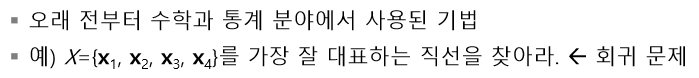 ▪ 오래 전부터 수학과 통계 분야에서 사용된 기법
▪ 예) X={x₁, x₂, x₃, x₄}를 가장 잘 대표하는 직선을 찾아라. ← 회귀 문제